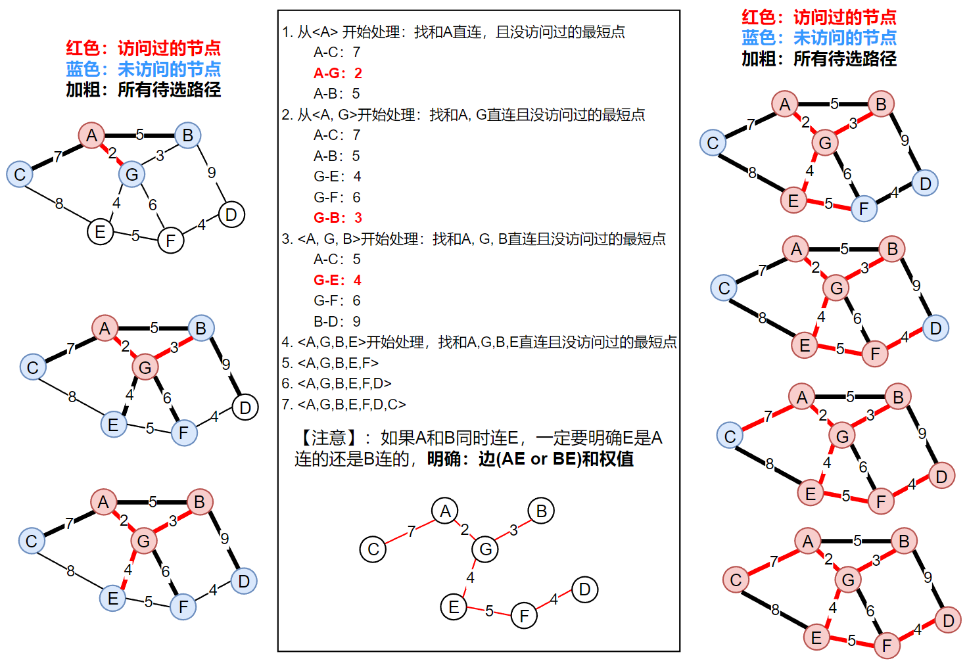 红色：访问过的节点
蓝色：未访问的节点
加粗：所有待选路径
A 5 B
7 2 3
C G 9
8 4 6 D
E 5 F 4
A 5 B
7 2 3
C G 9
8 4 6 D
E 5 F 4
A 5 B
7 2 3
C G 9
8 4 6 D
E 5 F 4
1. 从<A> 开始处理：找和A直连，且没访问过的最短点
A-C：7
A-G：2
A-B：5
2. 从<A, G>开始处理：找和A, G直连且没访问过的最短点
A-C：7
A-B：5
G-E：4
G-F：6
G-B：3
3. <A, G, B>开始处理：找和A, G, B直连且没访问过的最短点
A-C：5
G-E：4
G-F：6
B-D：9
4. <A,G,B,E>开始处理，找和A,G,B,E直连且没访问过的最短点
5. <A,G,B,E,F>
6. <A,G,B,E,F,D>
7. <A,G,B,E,F,D,C>
【注意】：如果A和B同时连E，一定要明确E是A
连的还是B连的，明确：边(AE or BE)和权值
A B
7 2 3
C G
4 D
E 5 F 4
红色：访问过的节点
蓝色：未访问的节点
加粗：所有待选路径
A 5 B
7 2 3
C G 9
8 4 6 D
E 5 F 4
A 5 B
7 2 3
C G 9
8 4 6 D
E 5 F 4
A 5 B
7 2 3
C G 9
8 4 6 D
E 5 F 4
A 5 B
7 2 3
C G 9
8 4 6 D
E 5 F 4